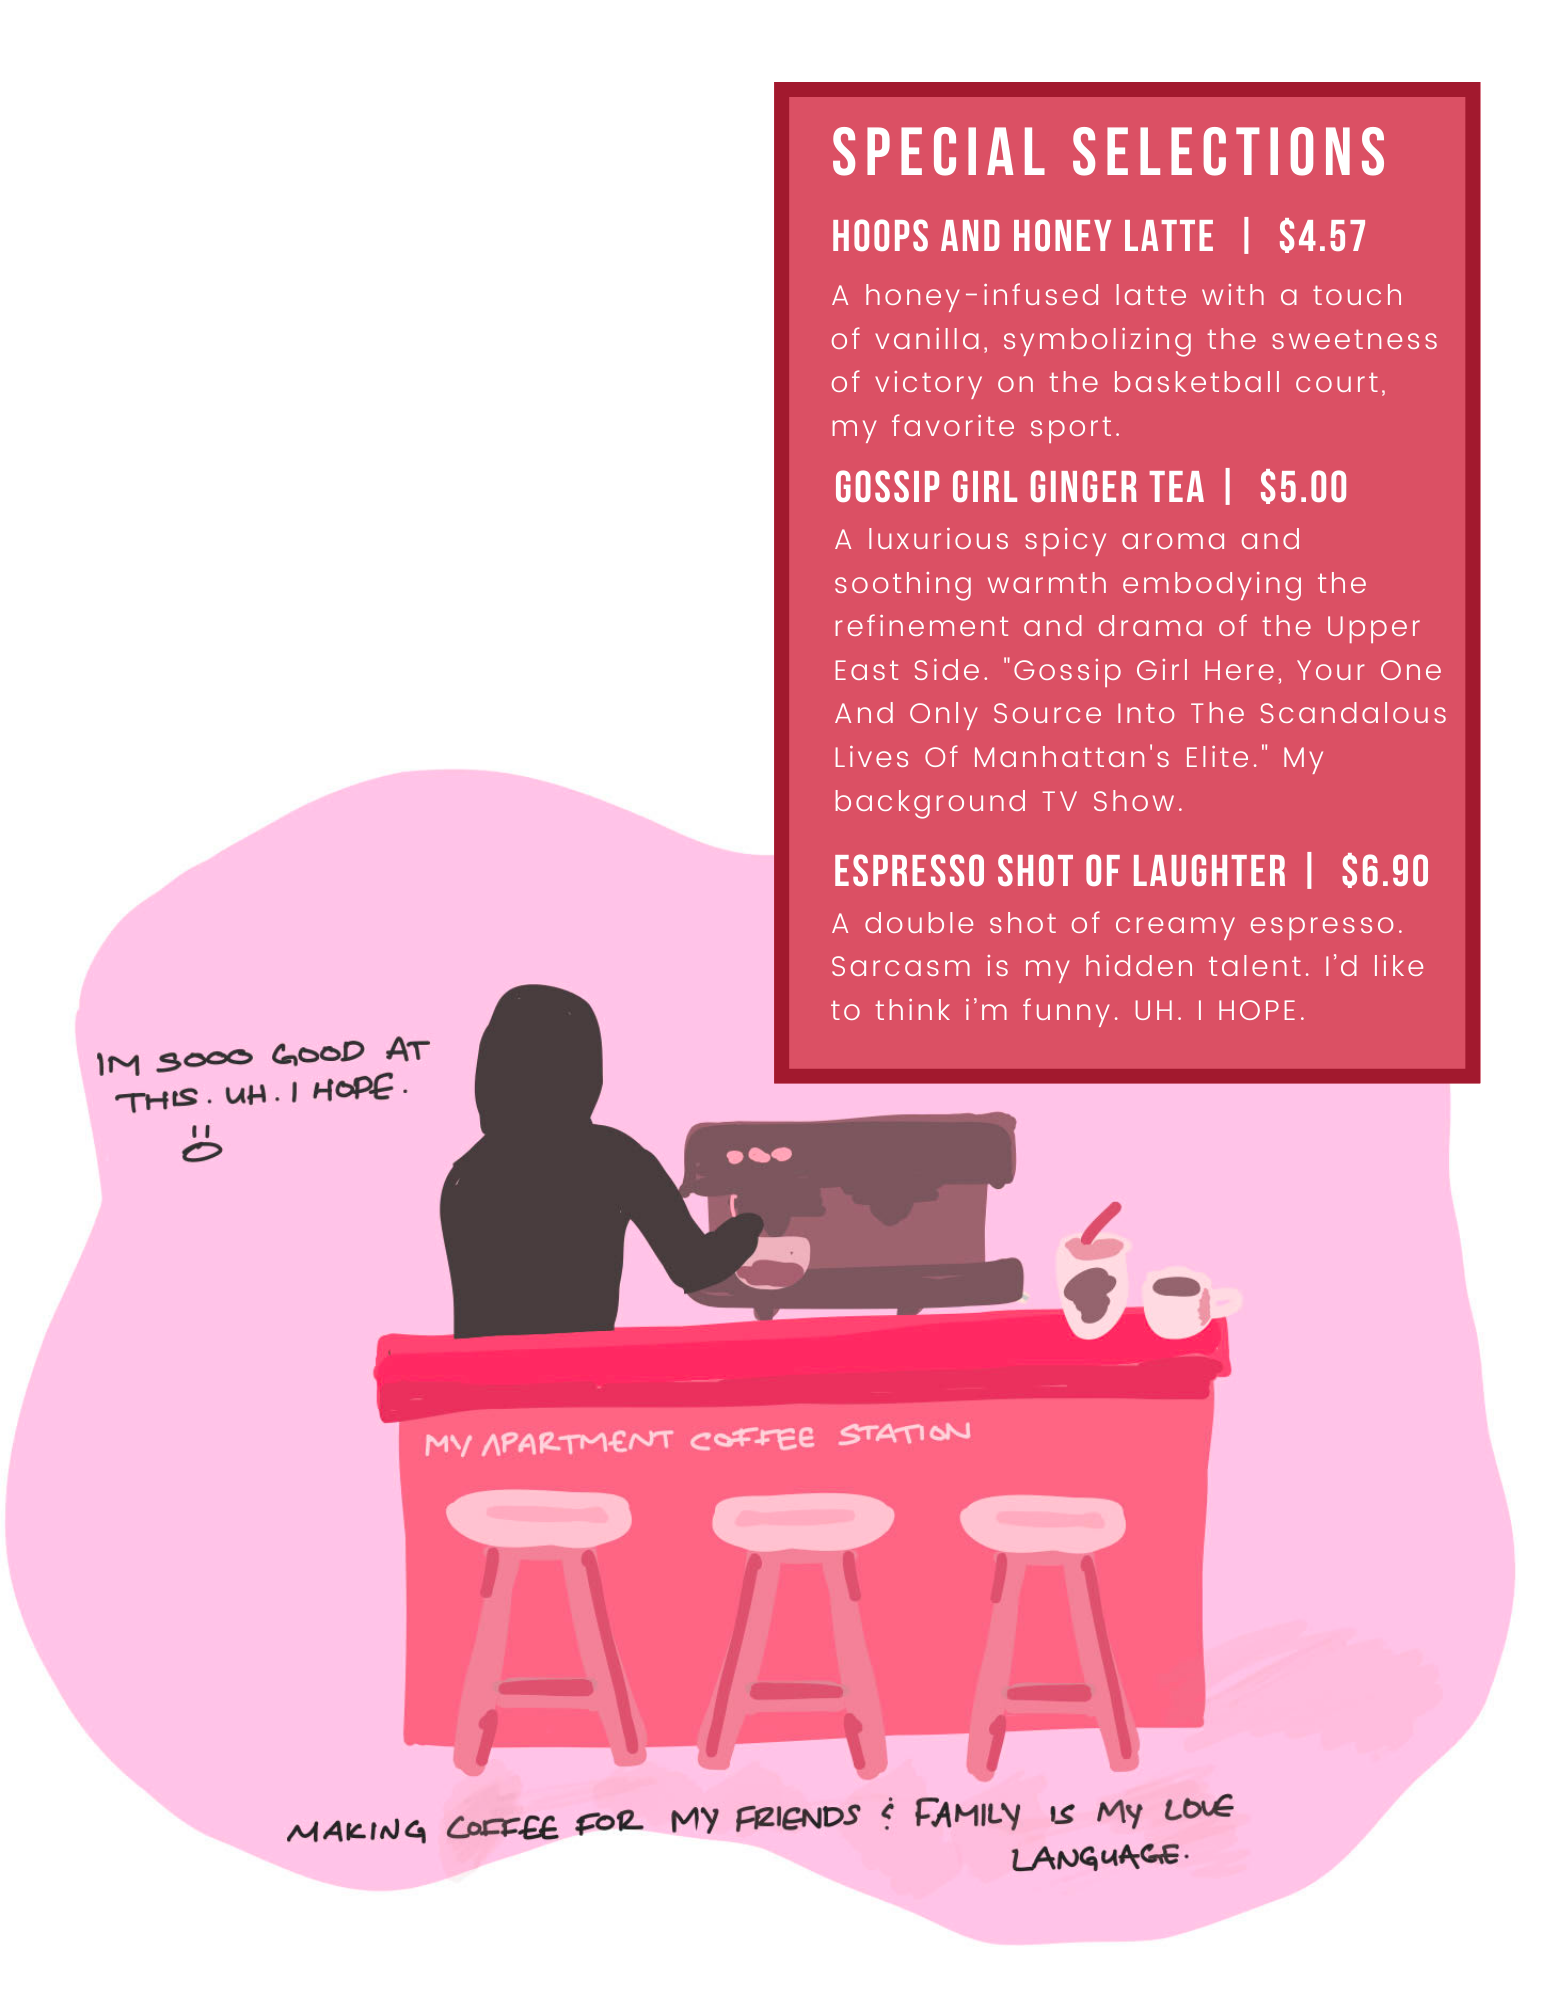 SPECIAL SELECTIONS
HOOPS AND HONEY LATTE | $4.57
A honey-infused latte with a touch
of vanilla, symbolizing the sweetness
of victory on the basketball court,
my favorite sport.
GOSSIP GIRL GINGER TEA | $5.00
A luxurious spicy aroma and
soothing warmth embodying the
refinement and drama of the Upper
East Side. "Gossip Girl Here, Your One
And Only Source Into The Scandalous
Lives Of Manhattan's Elite." My
background TV Show.
ESPRESSO SHOT OF LAUGHTER | $6.90
A double shot of creamy espresso.
Sarcasm is my hidden talent. I’d like
to think i’m funny. UH. I HOPE.
IM SOOO GOOD AT
THIS. UH. I HOPE.
MY APARTMENT COFFEE STATION
MAKING COFFEE FOR MY FRIENDS & FAMILY IS MY LOVE
LANGUAGE.